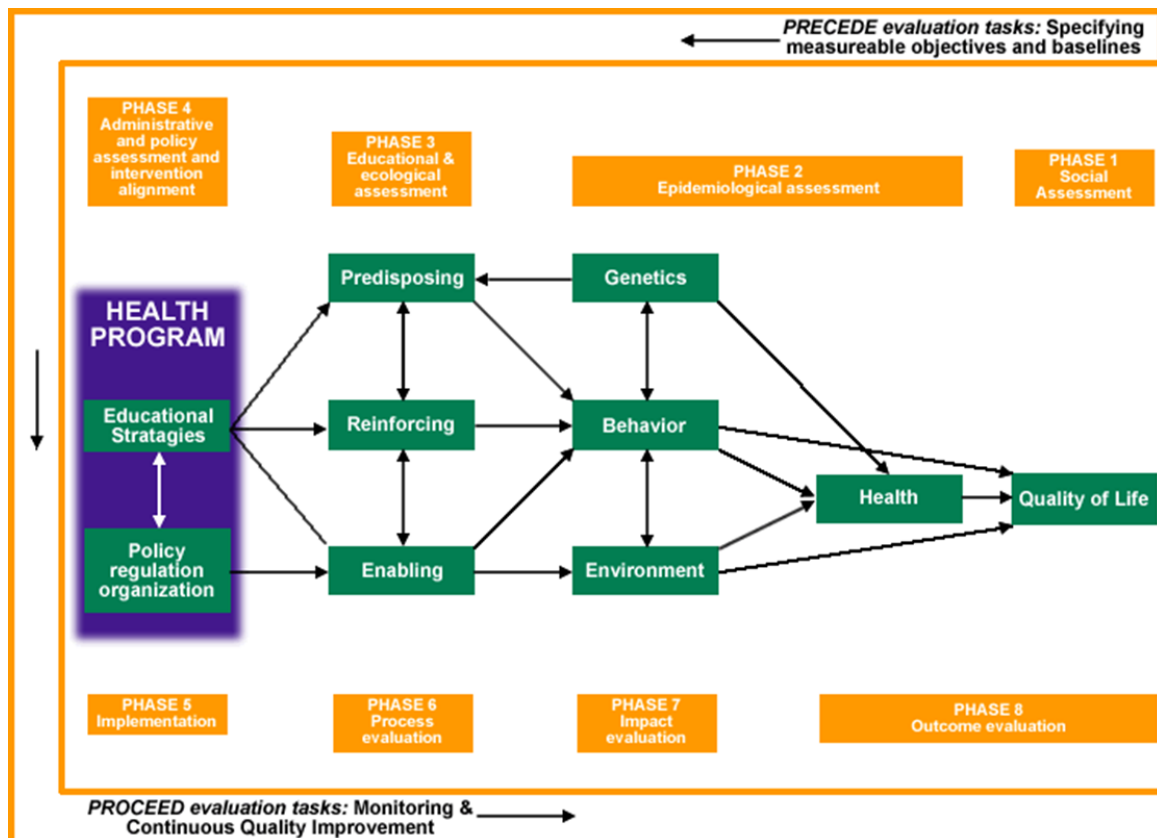 PRECEDE evaluation tasks: Specifying
measureable objectives and baselines
PHASE 4
Administrative
and policy
assessment and
intervention
alignment
PHASE 3
Educational &
ecological
assessment
PHASE 2
Epidemiological assessment
PHASE 1
Social
Assessment
HEALTH
PROGRAM
Predisposing
Genetics
Educational
Stratagies
Reinforcing
Behavior
Health
Quality of Life
Policy
regulation
organization
Enabling
Environment
PHASE 5
Implementation
PHASE 6
Process
evaluation
PHASE 7
Impact
evaluation
PHASE 8
Outcome evaluation
PROCEED evaluation tasks: Monitoring &
Continuous Quality Improvement